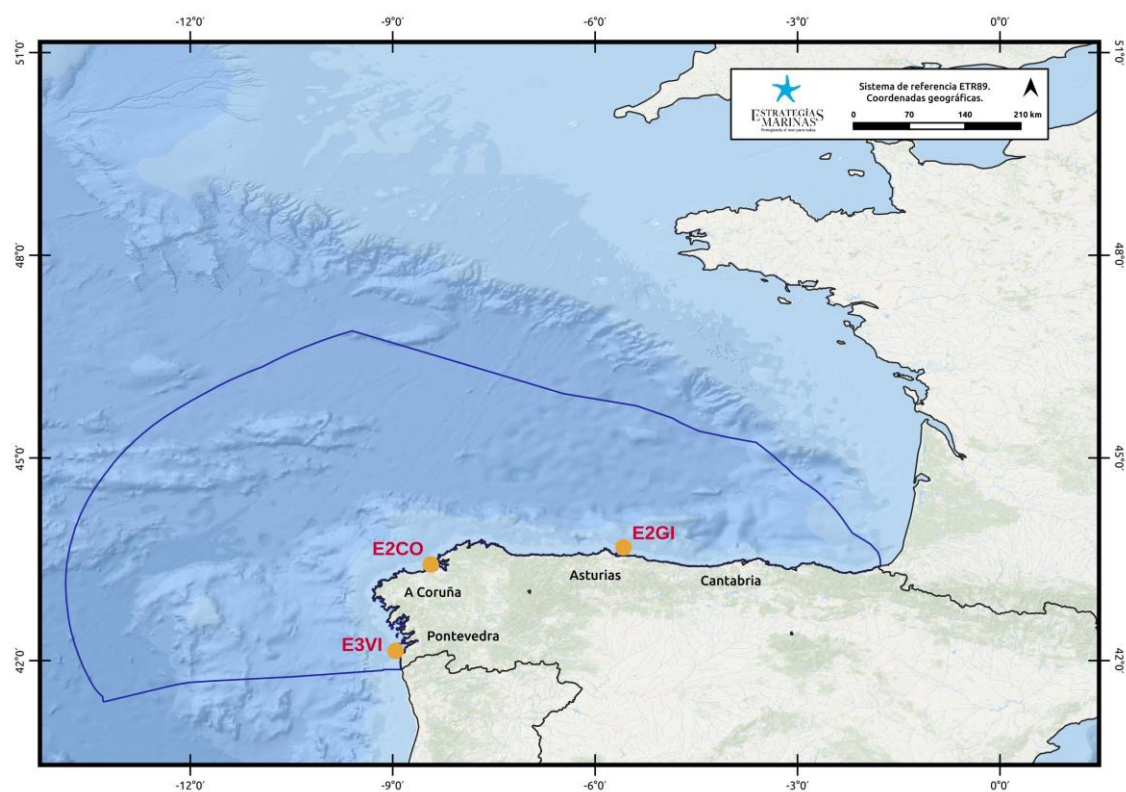 -12°0′ -9°0′ -6°0′ -3°0′ 0°0′
51°0′ 51°0′
Sistema de referencia ETR89.
Coordenadas geográficas.
ESTRATEGIAS
MARINAS
Protegiendo el mar para todos
0 70 140 210 km
48°0′ 48°0′
45°0′ 45°0′
E2GI
E2CO
Asturias
Cantabria
A Coruña
Pontevedra
E3VI
42°0′ 42°0′
-12°0′ -9°0′ -6°0′ -3°0′ 0°0′